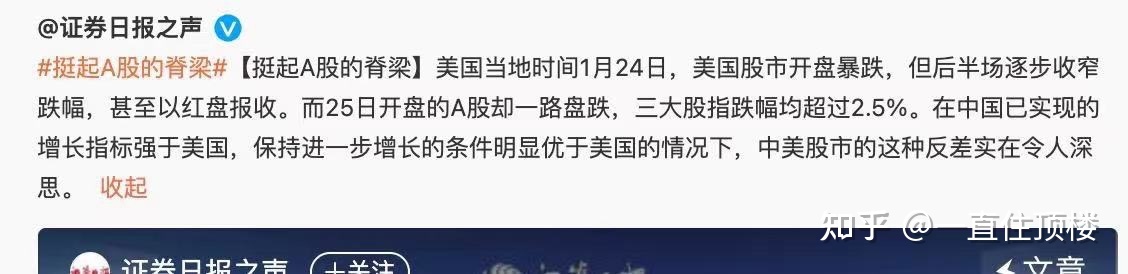 @证券日报之声
#挺起A股的脊梁#【挺起A股的脊梁】美国当地时间1月24日，美国股市开盘暴跌，但后半场逐步收窄
跌幅，甚至以红盘报收。而25日开盘的A股却一路盘跌，三大股指跌幅均超过2.5%。在中国已实现的
增长指标强于美国，保持进一步增长的条件明显优于美国的情况下，中美股市的这种反差实在令人深
思。 收起
知乎 @一直住顶楼
证券日报之声 +关注
文章